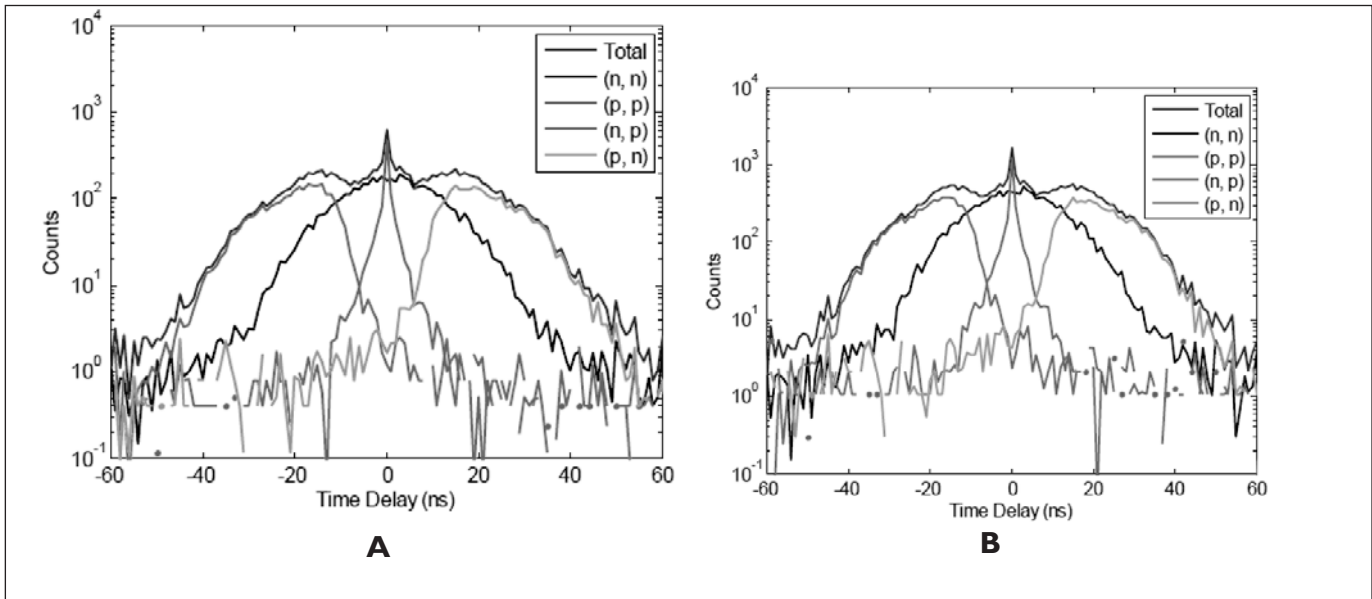 10^4
10^3
10^2
10^1
10^0
10^-1
Counts
-60 -40 -20 0 20 40 60
Time Delay (ns)
Total
(n, n)
(p, p)
(n, p)
(p, n)
A
10^4
10^3
10^2
10^1
10^0
10^-1
Counts
-60 -40 -20 0 20 40 60
Time Delay (ns)
Total
(n, n)
(p, p)
(n, p)
(p, n)
B